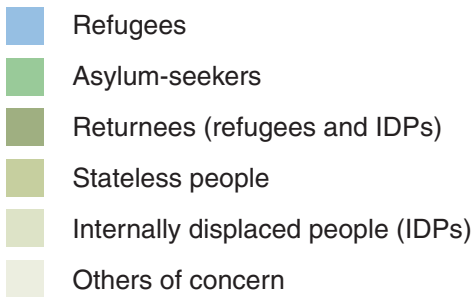 Refugees
Asylum-seekers
Returnees (refugees and IDPs)
Stateless people
Internally displaced people (IDPs)
Others of concern